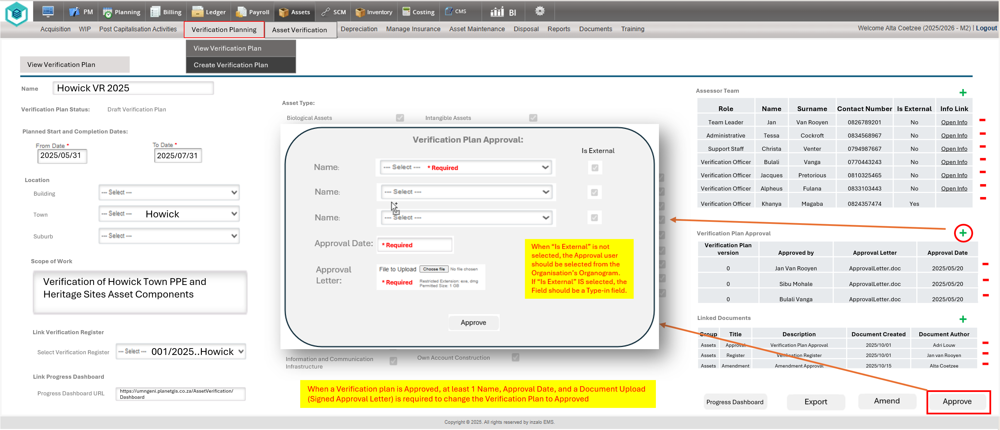 PM
Planning
Billing
Ledger
Payroll
Assets
SCM
Inventory
Costing
CMS
BI
Acquisition
WIP
Post Capitalisation Activities
Verification Planning
Asset Verification
Depreciation
Manage Insurance
Asset Maintenance
Disposal
Reports
Documents
Training
Welcome Alta Coetzee (2025/2026 - M2) | Logout
View Verification Plan
Create Verification Plan
View Verification Plan
Name
Howick VR 2025
Verification Plan Status:
Draft Verification Plan
Planned Start and Completion Dates:
From Date *
2025/05/31
To Date *
2025/07/31
Location
Building
--- Select ---
Town
--- Select --- Howick
Suburb
--- Select ---
Scope of Work
Verification of Howick Town PPE and
Heritage Sites Asset Components
Link Verification Register
Select Verification Register
--- Select --- 001/2025..Howick
Link Progress Dashboard
Progress Dashboard URL
https://umngeni.planetgis.co.za/AssetVerification/
Dashboard
Asset Type:
Biological Assets
Intangible Assets
Verification Plan Approval:
Is External
Name:
--- Select --- * Required
Name:
--- Select ---
Name:
--- Select ---
Approval Date:
* Required
Approval
Letter:
File to Upload Choose file No file chosen
* Required
Restricted Extension: exe, dmg
Permitted Size: 1 GB
When “Is External” is not
selected, the Approval user
should be selected from the
Organisation’s Organogram.
If “Is External” IS selected, the
Field should be a Type-in field.
Approve
Information and Communication
Infrastructure
Own Account Construction
When a Verification plan is Approved, at least 1 Name, Approval Date, and a Document Upload
(Signed Approval Letter) is required to change the Verification Plan to Approved
Assessor Team
+
Role Name Surname Contact Number Is External Info Link
Team Leader Jan Van Rooyen 0826789201 No Open Info
Administrative Tessa Cockroft 0834568967 No Open Info
Support Staff Christa Venter 0794987667 No Open Info
Verification Officer Bulali Vanga 0770443243 No Open Info
Verification Officer Jacques Pretorious 0810325465 No Open Info
Verification Officer Alpheus Fulana 0833103443 No Open Info
Verification Officer Khanya Magaba 0824357474 Yes
Verification Plan Approval
+
Verification Plan
version Approved by Approval Letter Approval Date
0 Jan Van Rooyen ApprovalLetter.doc 2025/05/20
0 Sibu Mohale ApprovalLetter.doc 2025/05/20
0 Bulali Vanga ApprovalLetter.doc 2025/05/20
Linked Documents
+
Group Title Description Document Created Document Author
Assets Approval Verification Plan Approval 2025/10/01 Adri Louw
Assets Register Verification Register 2025/10/01 Jan van Rooyen
Assets Amendment Amendment Approval 2025/10/15 Alta Coetzee
Progress Dashboard
Export
Amend
Approve
Copyright © 2025. All rights reserved by inzalo EMS.